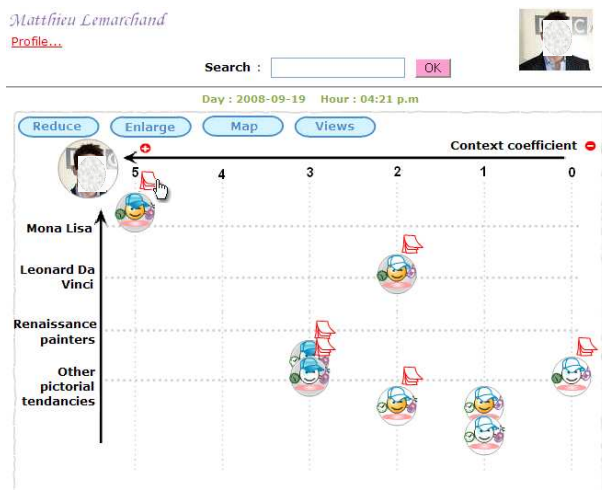 Matthieu Lemarchand
Profile...
Search :
OK
Day : 2008-09-19 Hour : 04:21 p.m
Reduce Enlarge Map Views
Context coefficient
5 4 3 2 1 0
Mona Lisa
Leonard Da
Vinci
Renaissance
painters
Other
pictorial
tendancies